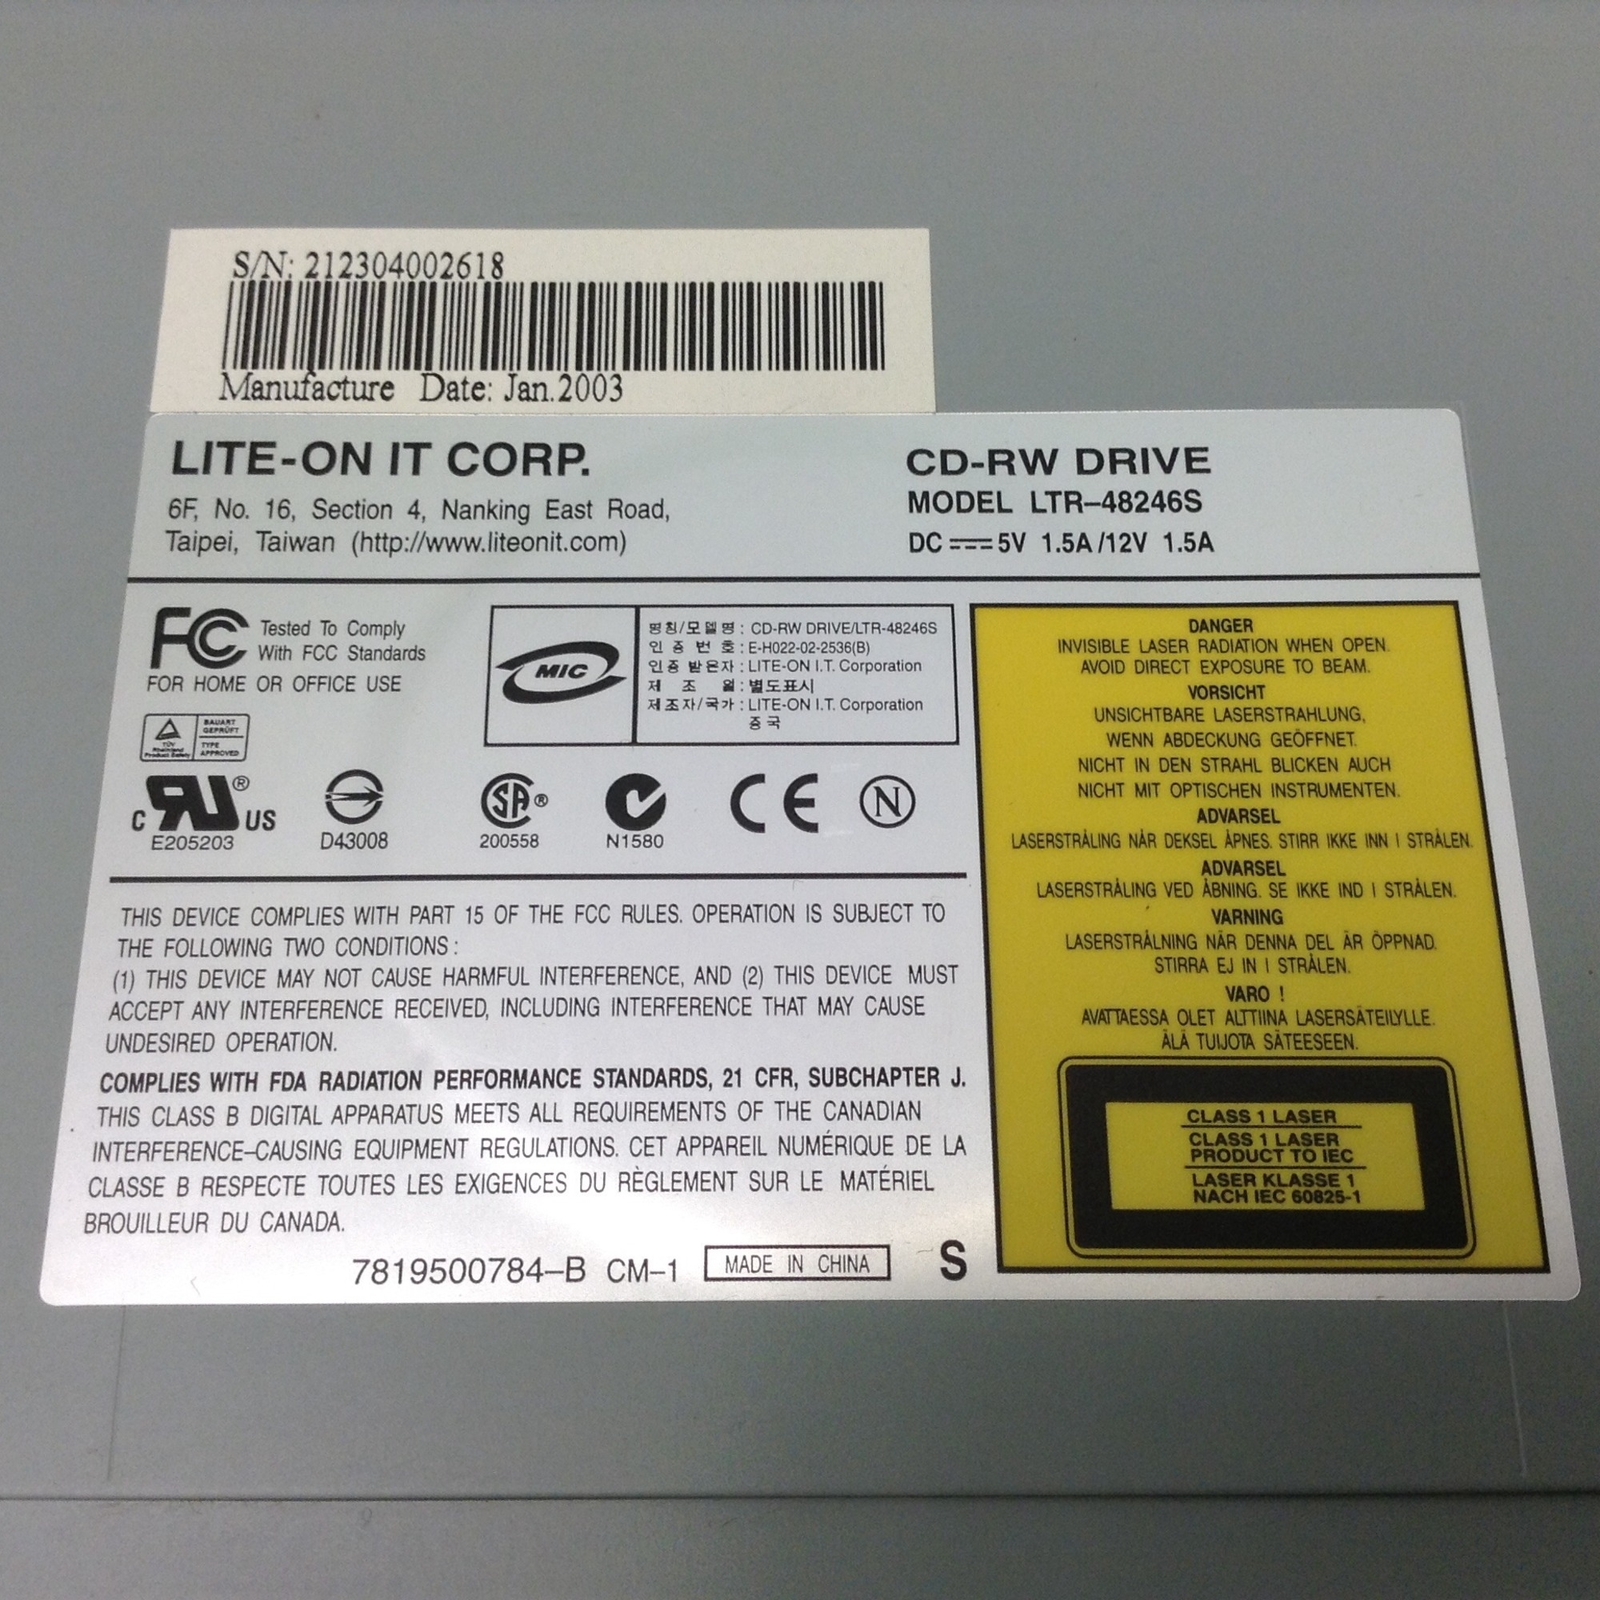 S/N: 212304002618
Manufacture Date: Jan.2003
LITE-ON IT CORP.
6F, No. 16, Section 4, Nanking East Road,
Taipei, Taiwan (http://www.liteonit.com)
CD-RW DRIVE
MODEL LTR-48246S
DC 5V 1.5A/12V 1.5A
FC Tested To Comply
With FCC Standards
FOR HOME OR OFFICE USE
TÜV
Rheinland
Product Safety
BAUART
GEPRÜFT
TYPE
APPROVED
MIC
명칭/모델명 : CD-RW DRIVE/LTR-48246S
인 증 번 호 : E-H022-02-2536(B)
인증 받은자 : LITE-ON I.T. Corporation
제 조 월 : 별도표시
제조자/국가 : LITE-ON I.T. Corporation
중국
C RU ® US
E205203
D43008
SA ®
200558
N1580
CE
N
THIS DEVICE COMPLIES WITH PART 15 OF THE FCC RULES. OPERATION IS SUBJECT TO
THE FOLLOWING TWO CONDITIONS :
(1) THIS DEVICE MAY NOT CAUSE HARMFUL INTERFERENCE, AND (2) THIS DEVICE MUST
ACCEPT ANY INTERFERENCE RECEIVED, INCLUDING INTERFERENCE THAT MAY CAUSE
UNDESIRED OPERATION.
COMPLIES WITH FDA RADIATION PERFORMANCE STANDARDS, 21 CFR, SUBCHAPTER J.
THIS CLASS B DIGITAL APPARATUS MEETS ALL REQUIREMENTS OF THE CANADIAN
INTERFERENCE-CAUSING EQUIPMENT REGULATIONS. CET APPAREIL NUMÉRIQUE DE LA
CLASSE B RESPECTE TOUTES LES EXIGENCES DU RÈGLEMENT SUR LE MATÉRIEL
BROUILLEUR DU CANADA.
7819500784-B CM-1 MADE IN CHINA S
DANGER
INVISIBLE LASER RADIATION WHEN OPEN.
AVOID DIRECT EXPOSURE TO BEAM.
VORSICHT
UNSICHTBARE LASERSTRAHLUNG,
WENN ABDECKUNG GEÖFFNET.
NICHT IN DEN STRAHL BLICKEN AUCH
NICHT MIT OPTISCHEN INSTRUMENTEN.
ADVARSEL
LASERSTRÅLING NÅR DEKSEL ÅPNES. STIRR IKKE INN I STRÅLEN.
ADVARSEL
LASERSTRÅLING VED ÅBNING. SE IKKE IND I STRÅLEN.
VARNING
LASERSTRÅLNING NÄR DENNA DEL ÄR ÖPPNAD.
STIRRA EJ IN I STRÅLEN.
VARO !
AVATTAESSA OLET ALTTIINA LASERSÄTEILYLLE.
ÄLÄ TUIJOTA SÄTEESEEN.
CLASS 1 LASER
CLASS 1 LASER
PRODUCT TO IEC
LASER KLASSE 1
NACH IEC 60825-1